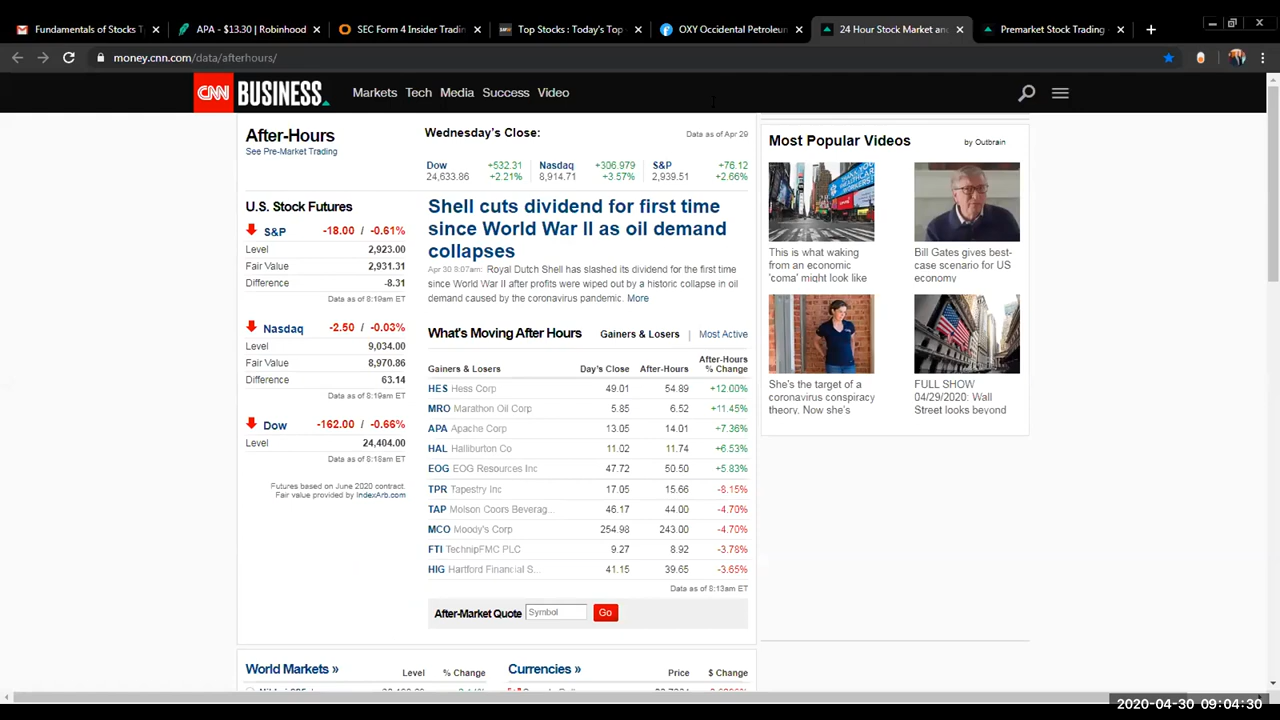 Fundamentals of Stocks T
APA - $13.30 | Robinhood
SEC Form 4 Insider Tradin
Top Stocks : Today's Top
OXY Occidental Petroleum
24 Hour Stock Market an
Premarket Stock Trading
money.cnn.com/data/afterhours/
CNN BUSINESS
Markets Tech Media Success Video
After-Hours
See Pre-Market Trading
Wednesday's Close:
Data as of Apr 29
Dow +532.31 Nasdaq +306.979 S&P +76.12
24,633.86 +2.21% 8,914.71 +3.57% 2,939.51 +2.66%
U.S. Stock Futures
S&P -18.00 / -0.61%
Level 2,923.00
Fair Value 2,931.31
Difference -8.31
Data as of 8:19am ET
Nasdaq -2.50 / -0.03%
Level 9,034.00
Fair Value 8,970.86
Difference 63.14
Data as of 8:19am ET
Dow -162.00 / -0.66%
Level 24,404.00
Data as of 8:18am ET
Futures based on June 2020 contract.
Fair value provided by IndexArb.com
Shell cuts dividend for first time
since World War II as oil demand
collapses
Apr 30 8:07am: Royal Dutch Shell has slashed its dividend for the first time
since World War II after profits were wiped out by a historic collapse in oil
demand caused by the coronavirus pandemic. More
What's Moving After Hours Gainers & Losers Most Active
Gainers & Losers Day's Close After-Hours After-Hours
% Change
HES Hess Corp 49.01 54.89 +12.00%
MRO Marathon Oil Corp 5.85 6.52 +11.45%
APA Apache Corp 13.05 14.01 +7.36%
HAL Halliburton Co 11.02 11.74 +6.53%
EOG EOG Resources Inc 47.72 50.50 +5.83%
TPR Tapestry Inc 17.05 15.66 -8.15%
TAP Molson Coors Beverag... 46.17 44.00 -4.70%
MCO Moody's Corp 254.98 243.00 -4.70%
FTI TechnipFMC PLC 9.27 8.92 -3.78%
HIG Hartford Financial S... 41.15 39.65 -3.65%
Data as of 8:13am ET
After-Market Quote Symbol Go
World Markets » Level % Change
Currencies » Price $ Change
Most Popular Videos
by Outbrain
This is what waking
from an economic
'coma' might look like
Bill Gates gives best-
case scenario for US
economy
She's the target of a
coronavirus conspiracy
theory. Now she's
FULL SHOW
04/29/2020: Wall
Street looks beyond
2020-04-30 09:04:30